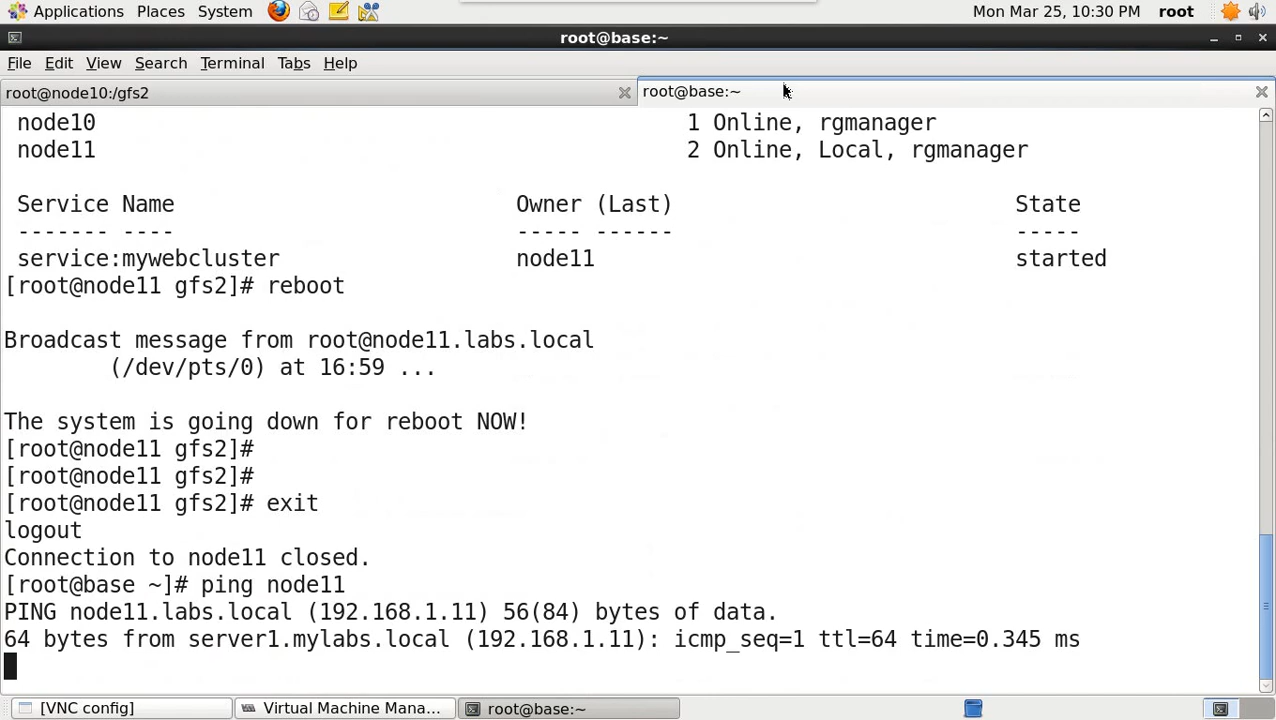 Applications Places System Mon Mar 25, 10:30 PM root
root@base:~
File Edit View Search Terminal Tabs Help
root@node10:/gfs2 root@base:~
node10 1 Online, rgmanager
node11 2 Online, Local, rgmanager
Service Name Owner (Last) State
------- ---- ----- ------ -----
service:mywebcluster node11 started
[root@node11 gfs2]# reboot
Broadcast message from root@node11.labs.local
(/dev/pts/0) at 16:59 ...
The system is going down for reboot NOW!
[root@node11 gfs2]#
[root@node11 gfs2]#
[root@node11 gfs2]# exit
logout
Connection to node11 closed.
[root@base ~]# ping node11
PING node11.labs.local (192.168.1.11) 56(84) bytes of data.
64 bytes from server1.mylabs.local (192.168.1.11): icmp_seq=1 ttl=64 time=0.345 ms
[VNC config] Virtual Machine Mana... root@base:~